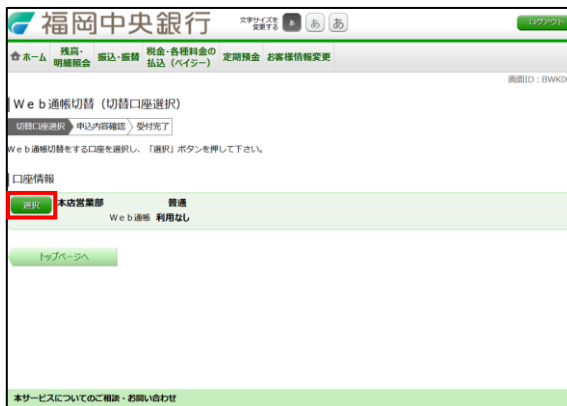 福岡中央銀行 文字サイズを変更する あ あ あ ログアウト
ホーム 残高・明細照会 振込・振替 税金・各種料金の払込（ペイジー） 定期預金 お客様情報変更
画面ID：BWK0
Ｗｅｂ通帳切替（切替口座選択）
切替口座選択 申込内容確認 受付完了
Ｗｅｂ通帳切替をする口座を選択し、「選択」ボタンを押して下さい。
口座情報
選択 本店営業部 普通
Ｗｅｂ通帳 利用なし
トップページへ
本サービスについてのご相談・お問い合わせ